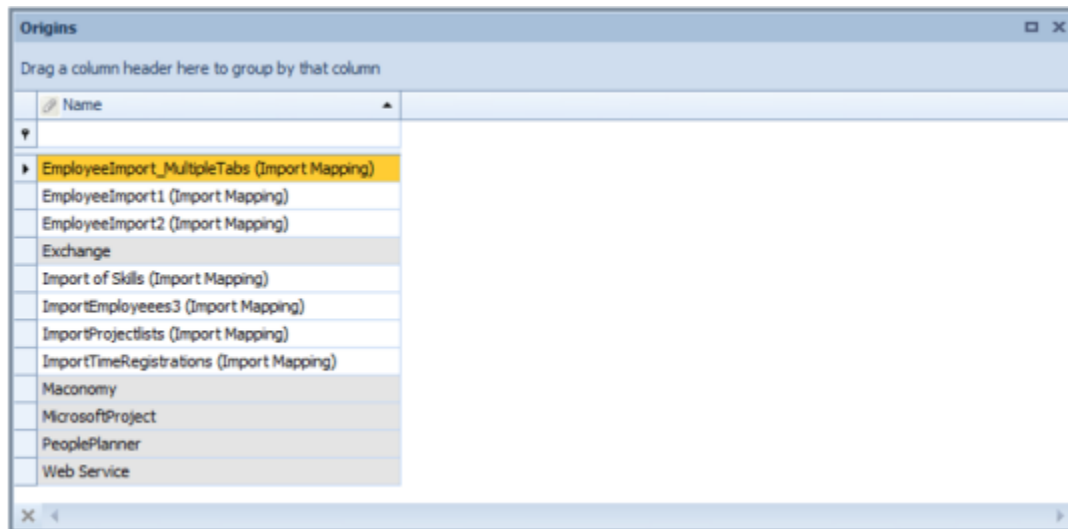 Origins
Drag a column header here to group by that column
Name
EmployeeImport_MultipleTabs (Import Mapping)
EmployeeImport1 (Import Mapping)
EmployeeImport2 (Import Mapping)
Exchange
Import of Skills (Import Mapping)
ImportEmployeees3 (Import Mapping)
ImportProjectlists (Import Mapping)
ImportTimeRegistrations (Import Mapping)
Maconomy
MicrosoftProject
PeoplePlanner
Web Service